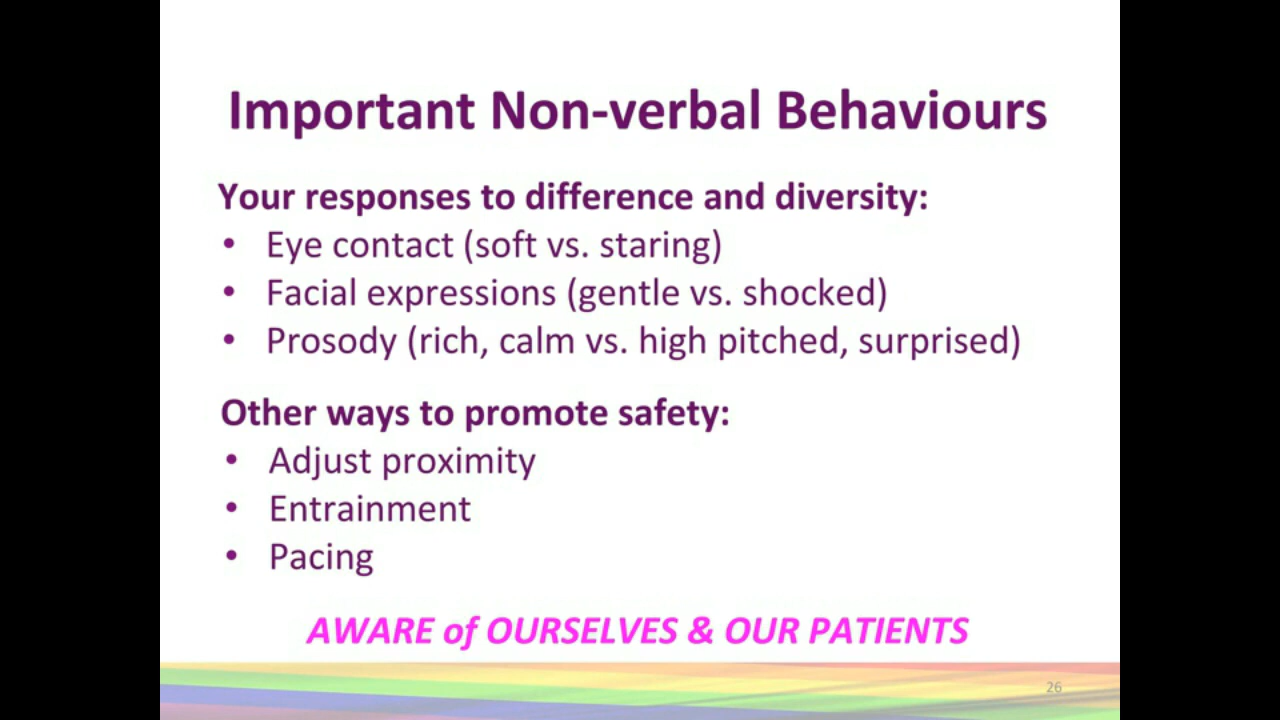 Important Non-verbal Behaviours
Your responses to difference and diversity:
• Eye contact (soft vs. staring)
• Facial expressions (gentle vs. shocked)
• Prosody (rich, calm vs. high pitched, surprised)
Other ways to promote safety:
• Adjust proximity
• Entrainment
• Pacing
AWARE of OURSELVES & OUR PATIENTS
26